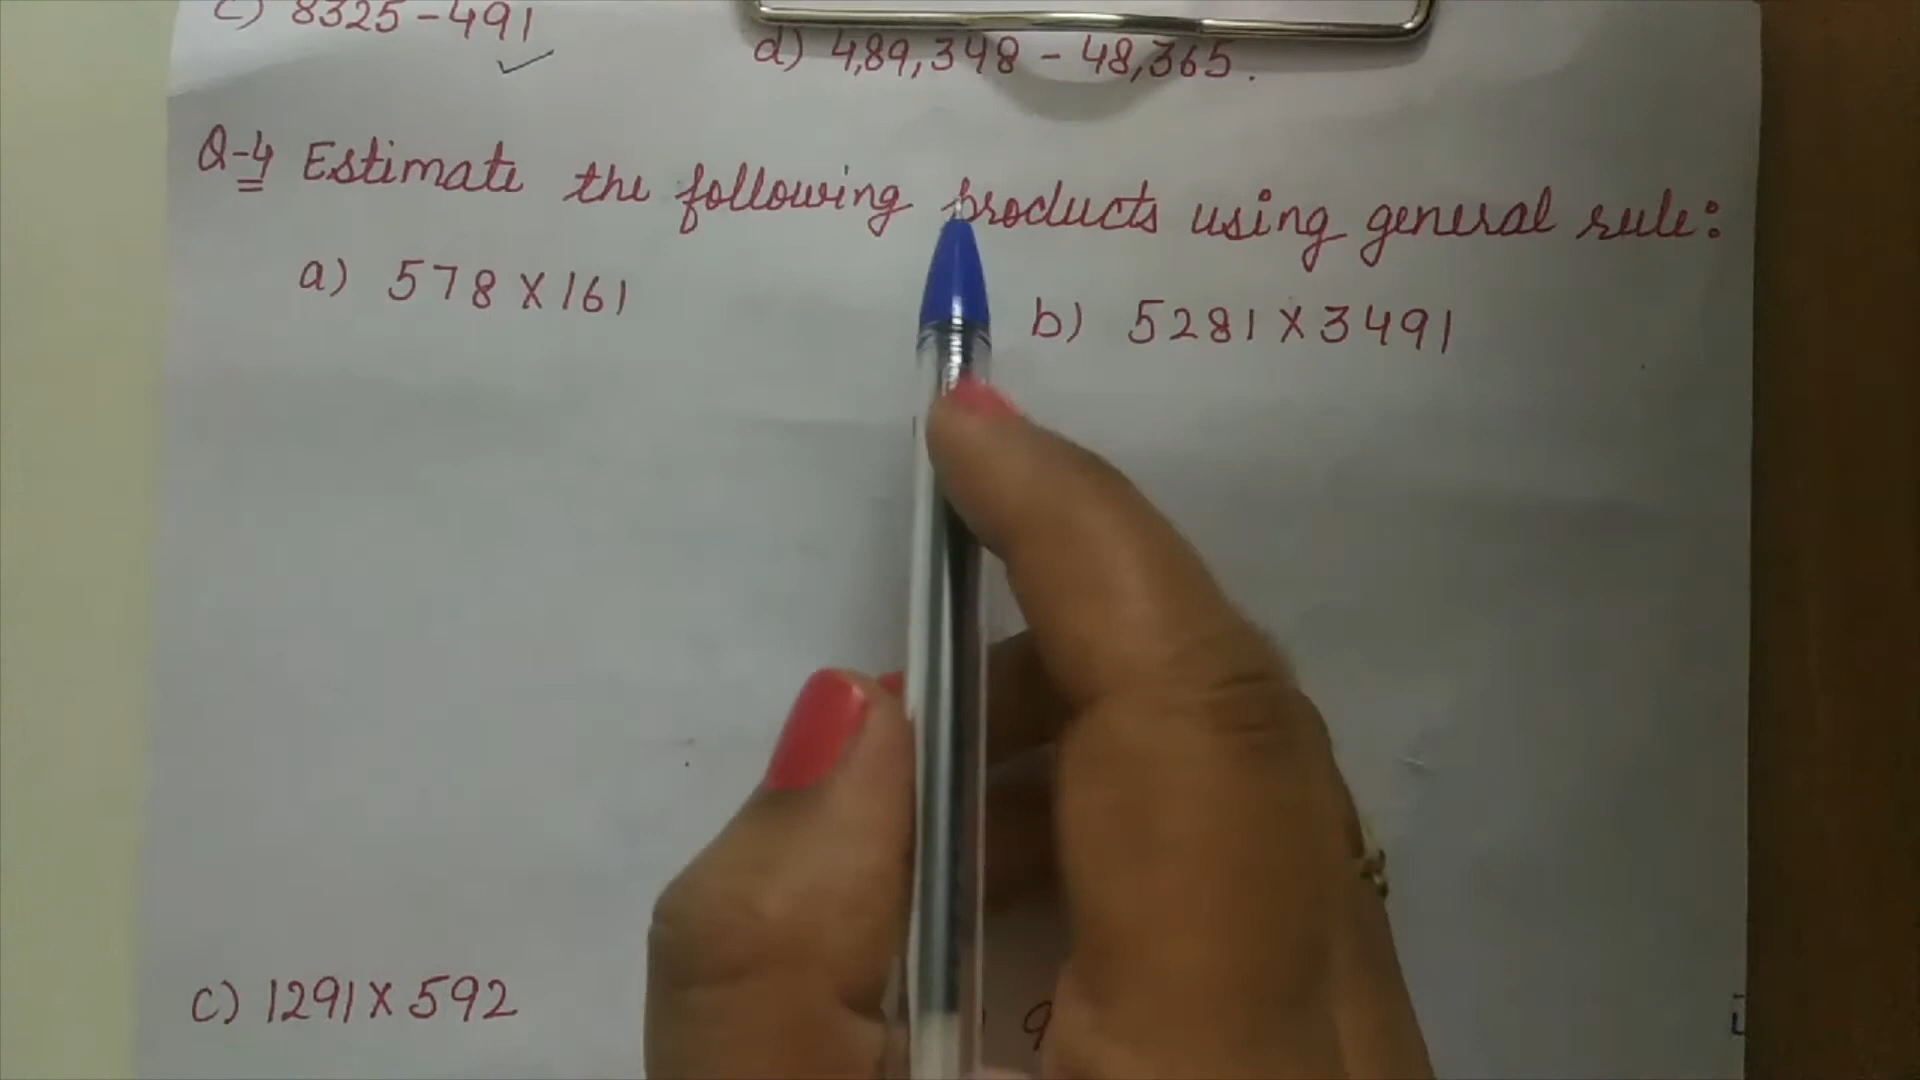 c) 8325-491
d) 4,89,348 - 48,365.
Q-4 Estimate the following products using general rule:
a) 578 X 161
b) 5281 X 3491
c) 1291 X 592
9